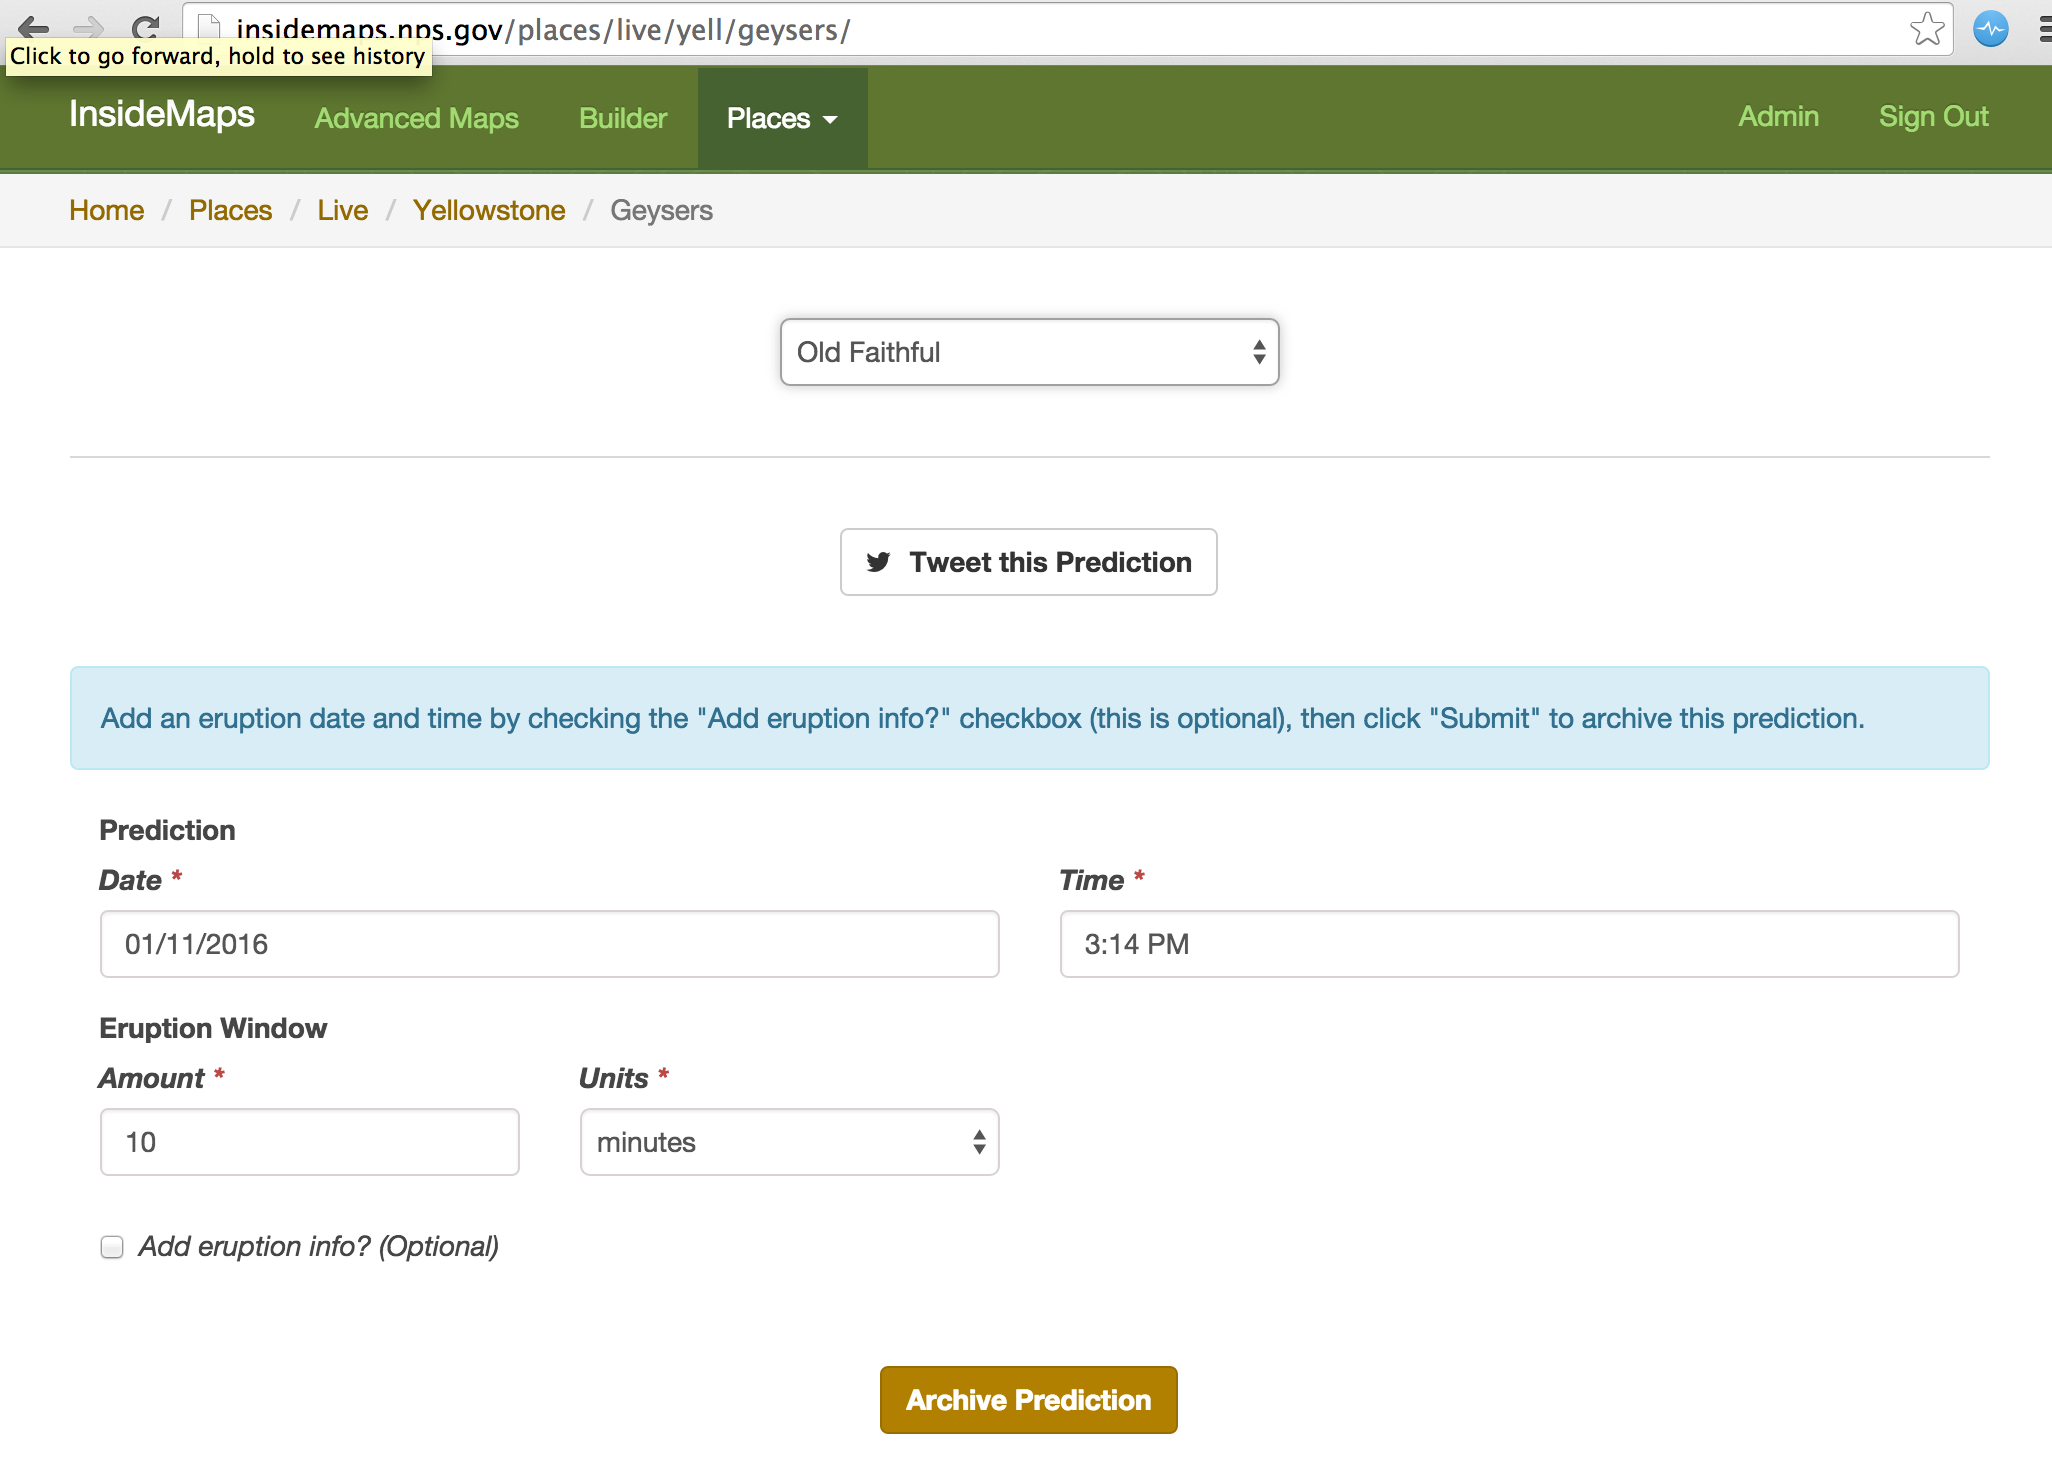 insidemaps.nps.gov/places/live/yell/geysers/
Click to go forward, hold to see history
InsideMaps Advanced Maps Builder Places Admin Sign Out
Home / Places / Live / Yellowstone / Geysers
Old Faithful
Tweet this Prediction
Add an eruption date and time by checking the "Add eruption info?" checkbox (this is optional), then click "Submit" to archive this prediction.
Prediction
Date * Time *
01/11/2016 3:14 PM
Eruption Window
Amount * Units *
10 minutes
Add eruption info? (Optional)
Archive Prediction